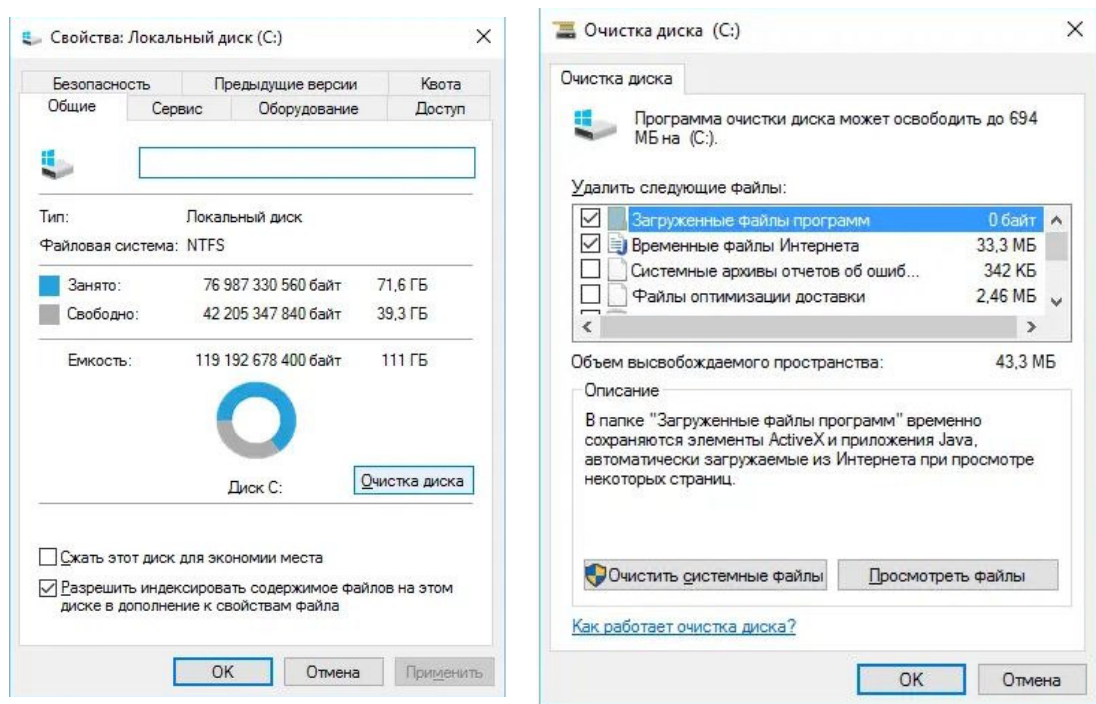 Свойства: Локальный диск (C:)
Безопасность Предыдущие версии Квота
Общие Сервис Оборудование Доступ
Тип: Локальный диск
Файловая система: NTFS
Занято: 76 987 330 560 байт 71,6 ГБ
Свободно: 42 205 347 840 байт 39,3 ГБ
Емкость: 119 192 678 400 байт 111 ГБ
Диск C:
Очистка диска
Сжать этот диск для экономии места
Разрешить индексировать содержимое файлов на этом
диске в дополнение к свойствам файла
OK Отмена Применить
Очистка диска (C:)
Очистка диска
Программа очистки диска может освободить до 694
МБ на (C:).
Удалить следующие файлы:
Загруженные файлы программ 0 байт
Временные файлы Интернета 33,3 МБ
Системные архивы отчетов об ошиб... 342 КБ
Файлы оптимизации доставки 2,46 МБ
Объем высвобождаемого пространства: 43,3 МБ
Описание
В папке "Загруженные файлы программ" временно
сохраняются элементы ActiveX и приложения Java,
автоматически загружаемые из Интернета при просмотре
некоторых страниц.
Очистить системные файлы Просмотреть файлы
Как работает очистка диска?
OK Отмена